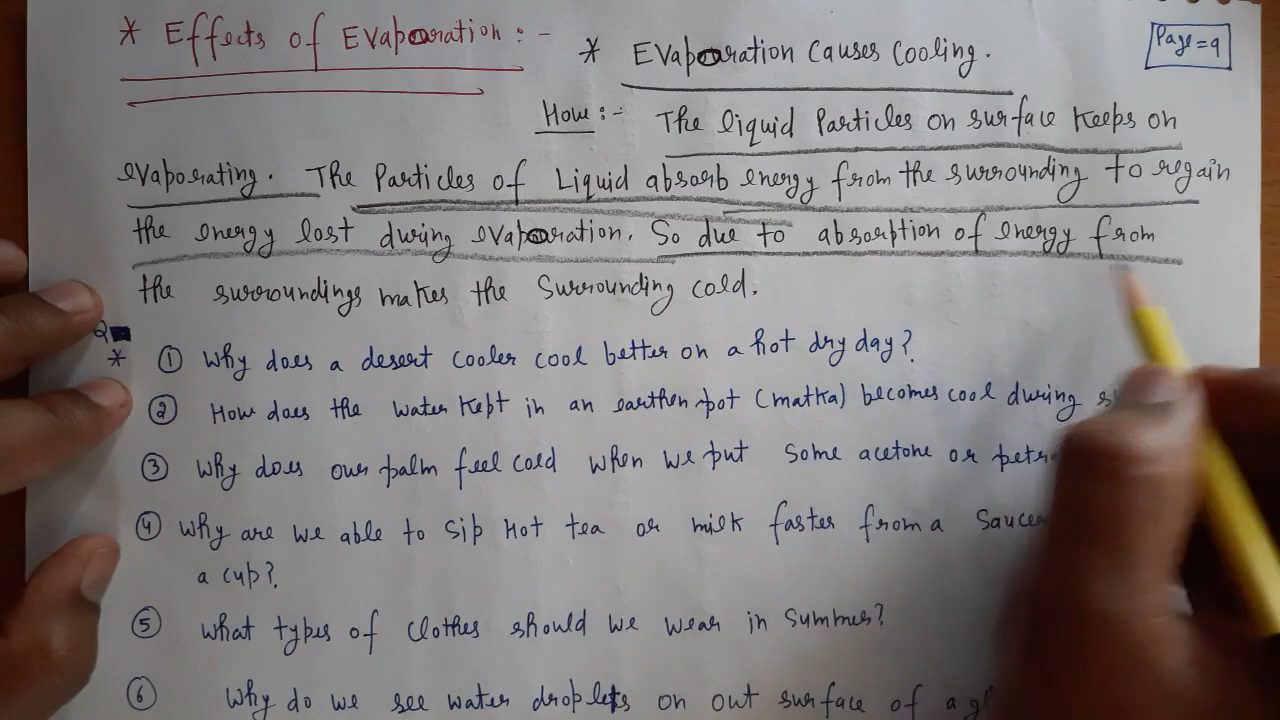 * Effects of Evaporation :-
* Evaporation causes cooling.
Page = 9
How :- The liquid Particles on surface keeps on
evaporating. The Particles of Liquid absorb energy from the surrounding to regain
the energy lost during evaporation. So due to absorption of energy from
the surroundings makes the surrounding cold.
Q
* ① Why does a desert cooler cool better on a hot dry day?
② How does the water kept in an earthen pot (matka) becomes cool during
③ Why does our palm feel cold when we put some acetone or
④ Why are we able to sip Hot tea or milk faster from a
a cup?
⑤ What types of clothes should we wear in summer?
⑥ Why do we see water droplets on out surface of a